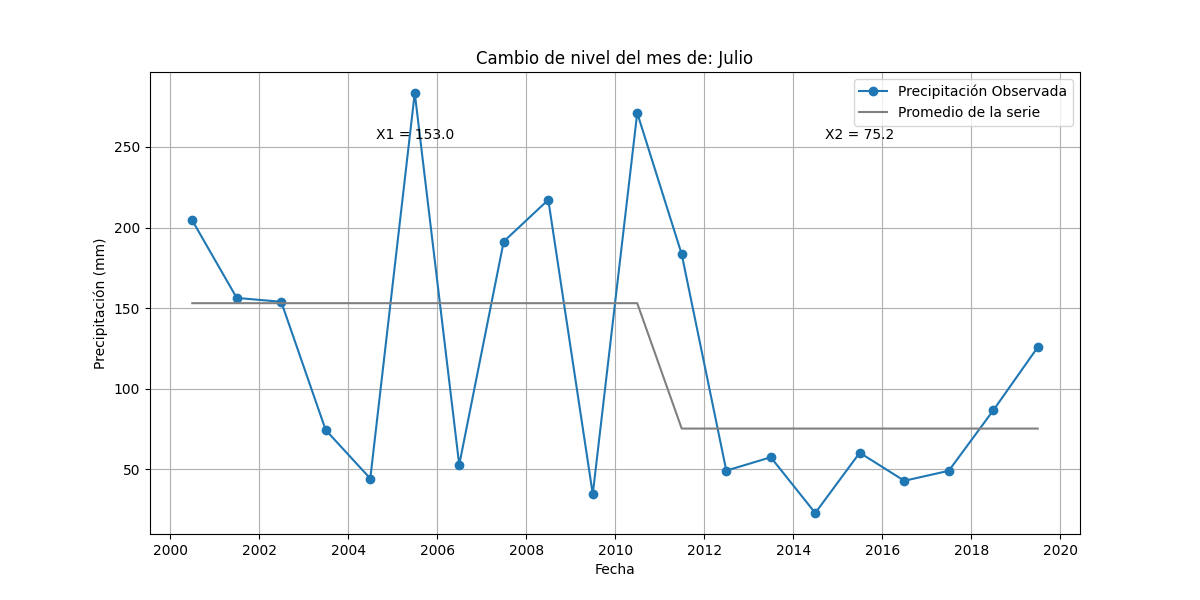 Cambio de nivel del mes de: Julio
Precipitación Observada
Promedio de la serie
X1 = 153.0
X2 = 75.2
250
200
150
100
50
Precipitación (mm)
2000 2002 2004 2006 2008 2010 2012 2014 2016 2018 2020
Fecha